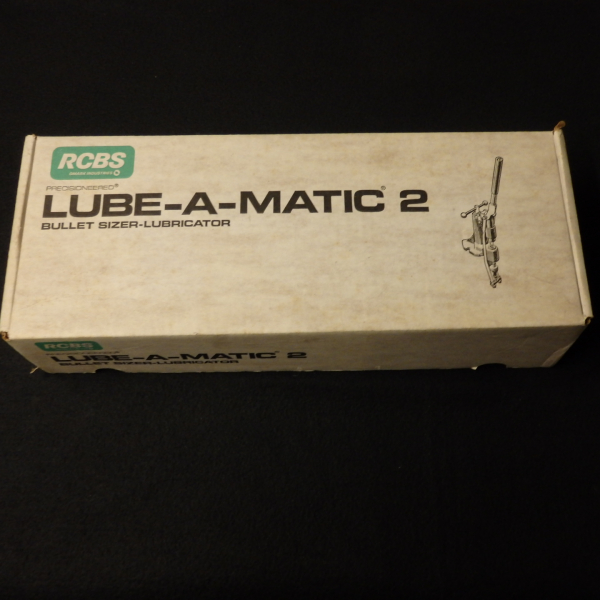 RCBS
PRECISIONEERED®
LUBE-A-MATIC® 2
BULLET SIZER-LUBRICATOR
RCBS
LUBE-A-MATIC® 2
BULLET SIZER-LUBRICATOR